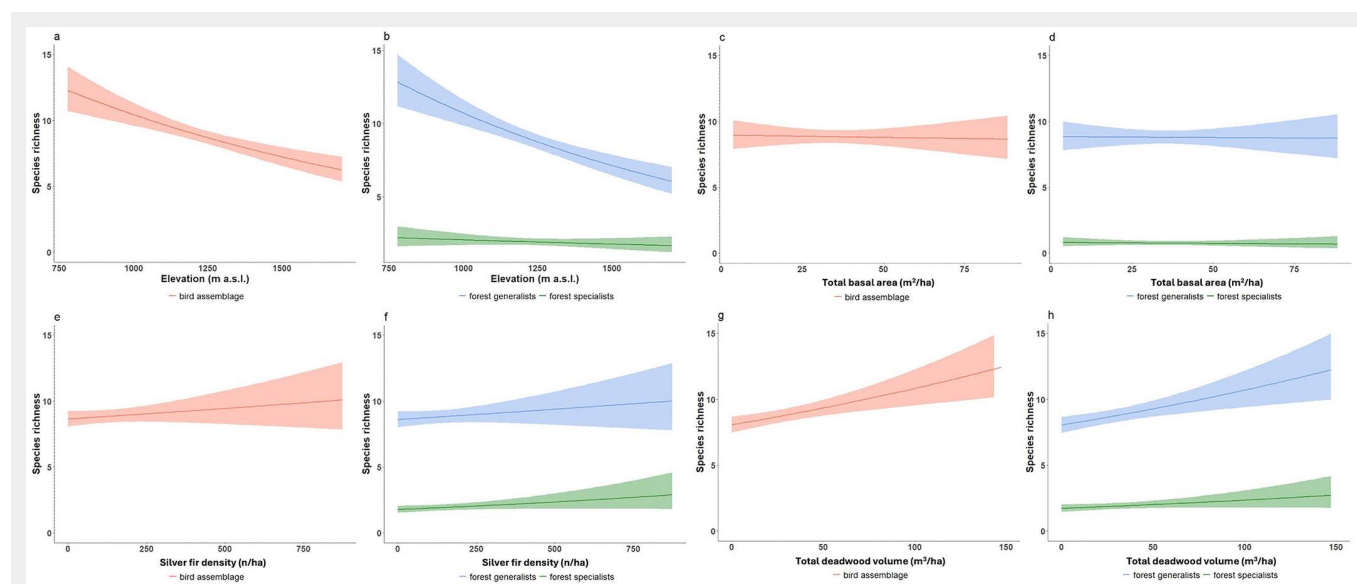 a
Species richness
15
10
5
0
750
1000
1250
1500
Elevation (m a.s.l.)
bird assemblage
b
Species richness
15
10
5
750
1000
1250
1500
Elevation (m a.s.l.)
forest generalists forest specialists
c
Species richness
15
10
5
0
0
25
50
75
Total basal area (m²/ha)
bird assemblage
d
Species richness
15
10
5
0
0
25
50
75
Total basal area (m²/ha)
forest generalists forest specialists
e
Species richness
15
10
5
0
0
250
500
750
Silver fir density (n/ha)
bird assemblage
f
Species richness
15
10
5
0
0
250
500
750
Silver fir density (n/ha)
forest generalists forest specialists
g
Species richness
15
10
5
0
0
50
100
150
Total deadwood volume (m³/ha)
bird assemblage
h
Species richness
15
10
5
0
0
50
100
150
Total deadwood volume (m³/ha)
forest generalists forest specialists